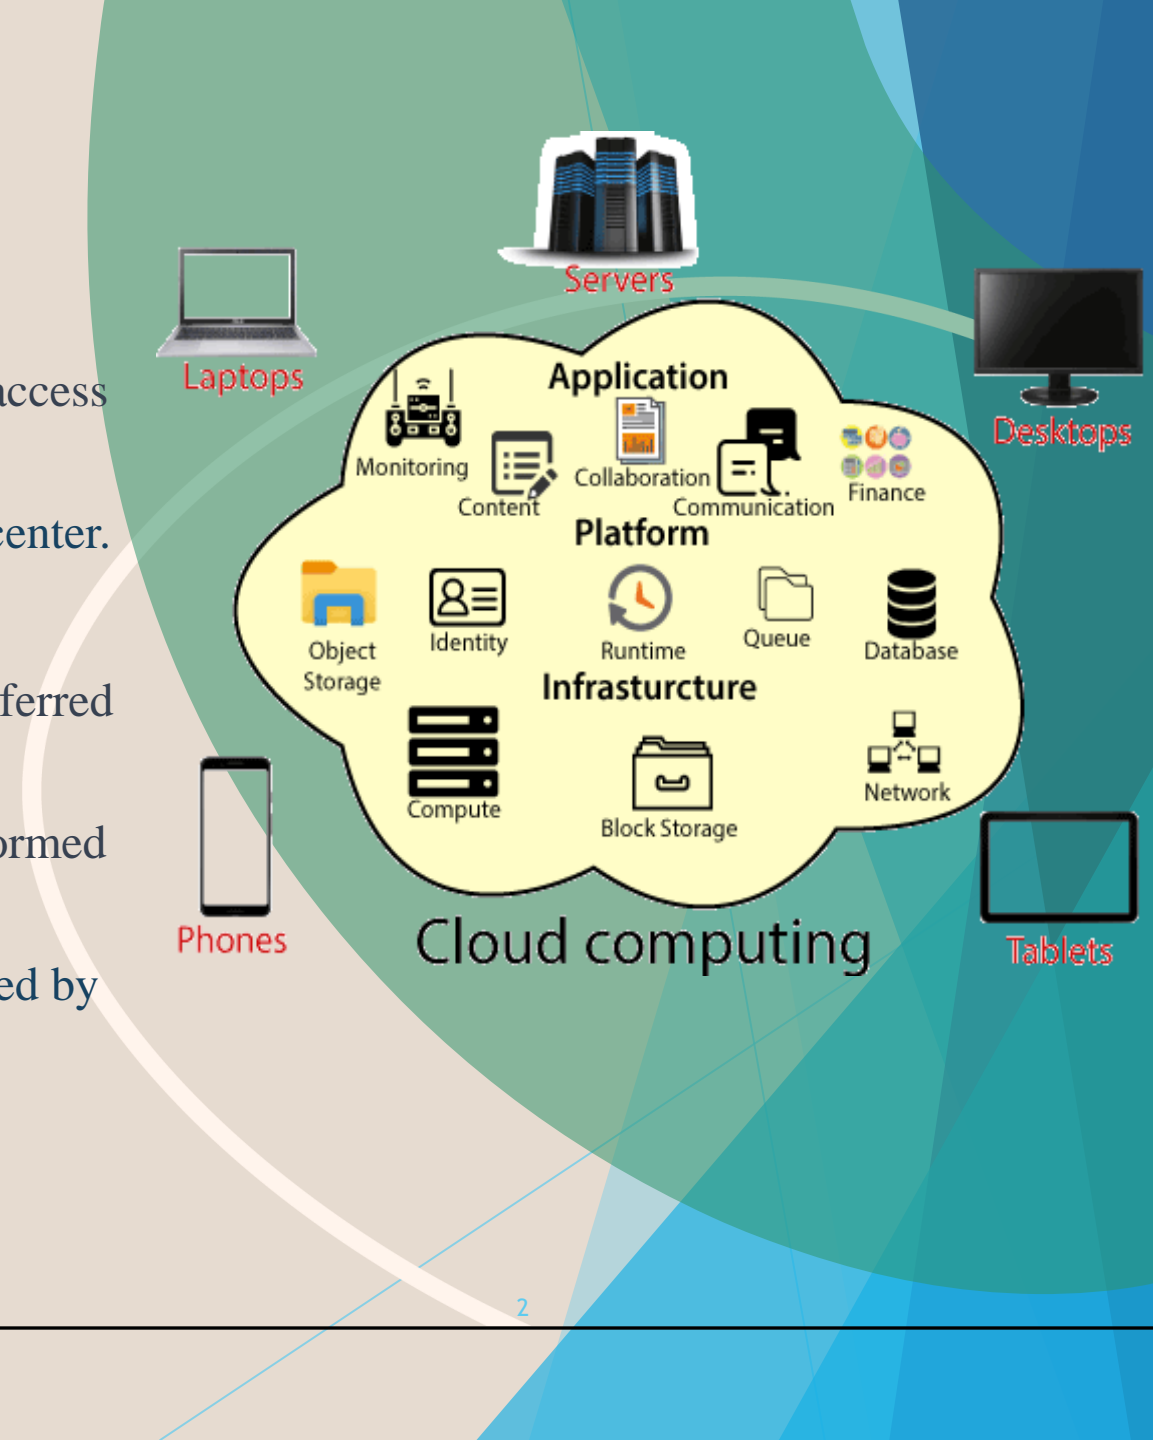 access
center.
ferred
ormed
ed by
Servers
Laptops
Desktops
Application
Monitoring
Content
Collaboration
Communication
Finance
Platform
Object
Storage
Identity
Runtime
Queue
Database
Infrasturcture
Compute
Block Storage
Network
Phones
Cloud computing
Tablets
2